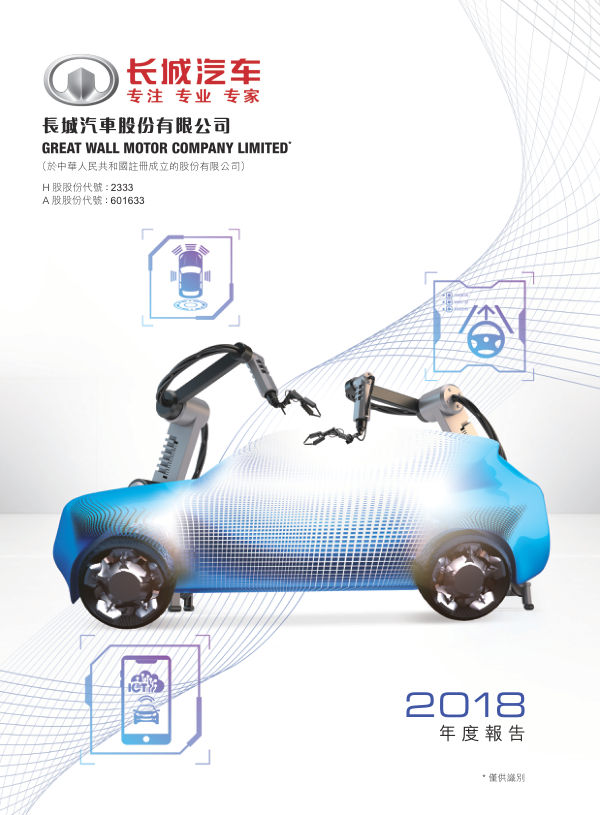 长城汽车
专注 专业 专家
長城汽車股份有限公司
GREAT WALL MOTOR COMPANY LIMITED*
(於中華人民共和國註冊成立的股份有限公司)
H 股股份代號：2333
A 股股份代號：601633
2018
年度報告
* 僅供識別